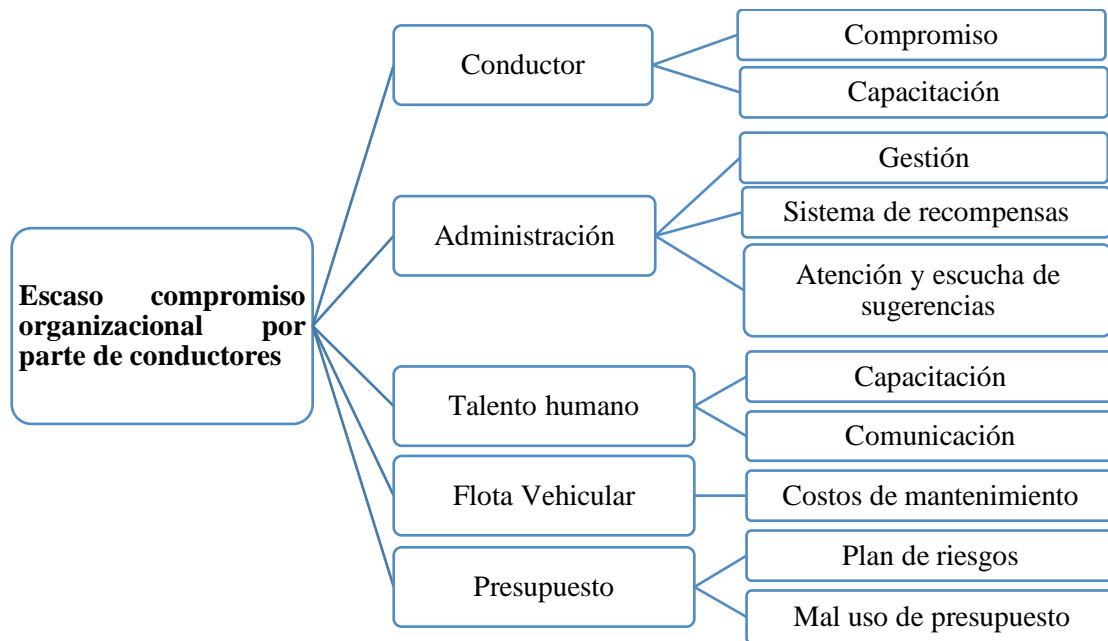 Escaso compromiso
organizacional por
parte de conductores
Conductor
Compromiso
Capacitación
Administración
Gestión
Sistema de recompensas
Atención y escucha de
sugerencias
Talento humano
Capacitación
Comunicación
Flota Vehicular
Costos de mantenimiento
Presupuesto
Plan de riesgos
Mal uso de presupuesto